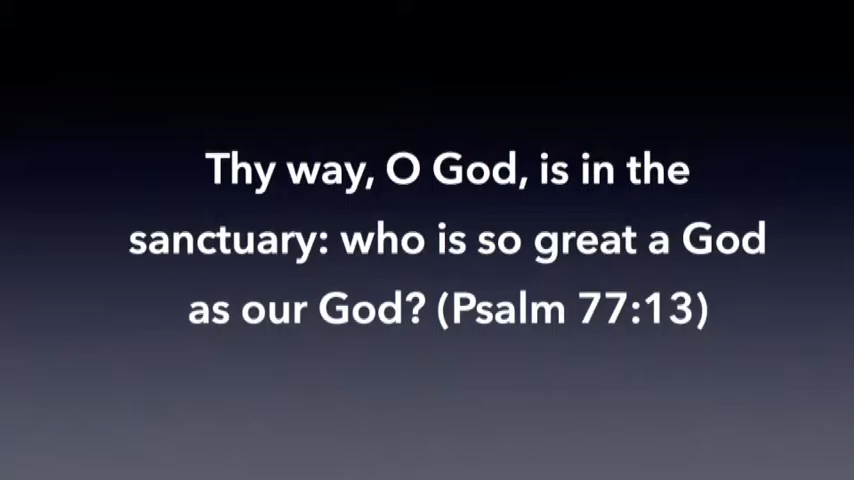 Thy way, O God, is in the
sanctuary: who is so great a God
as our God? (Psalm 77:13)